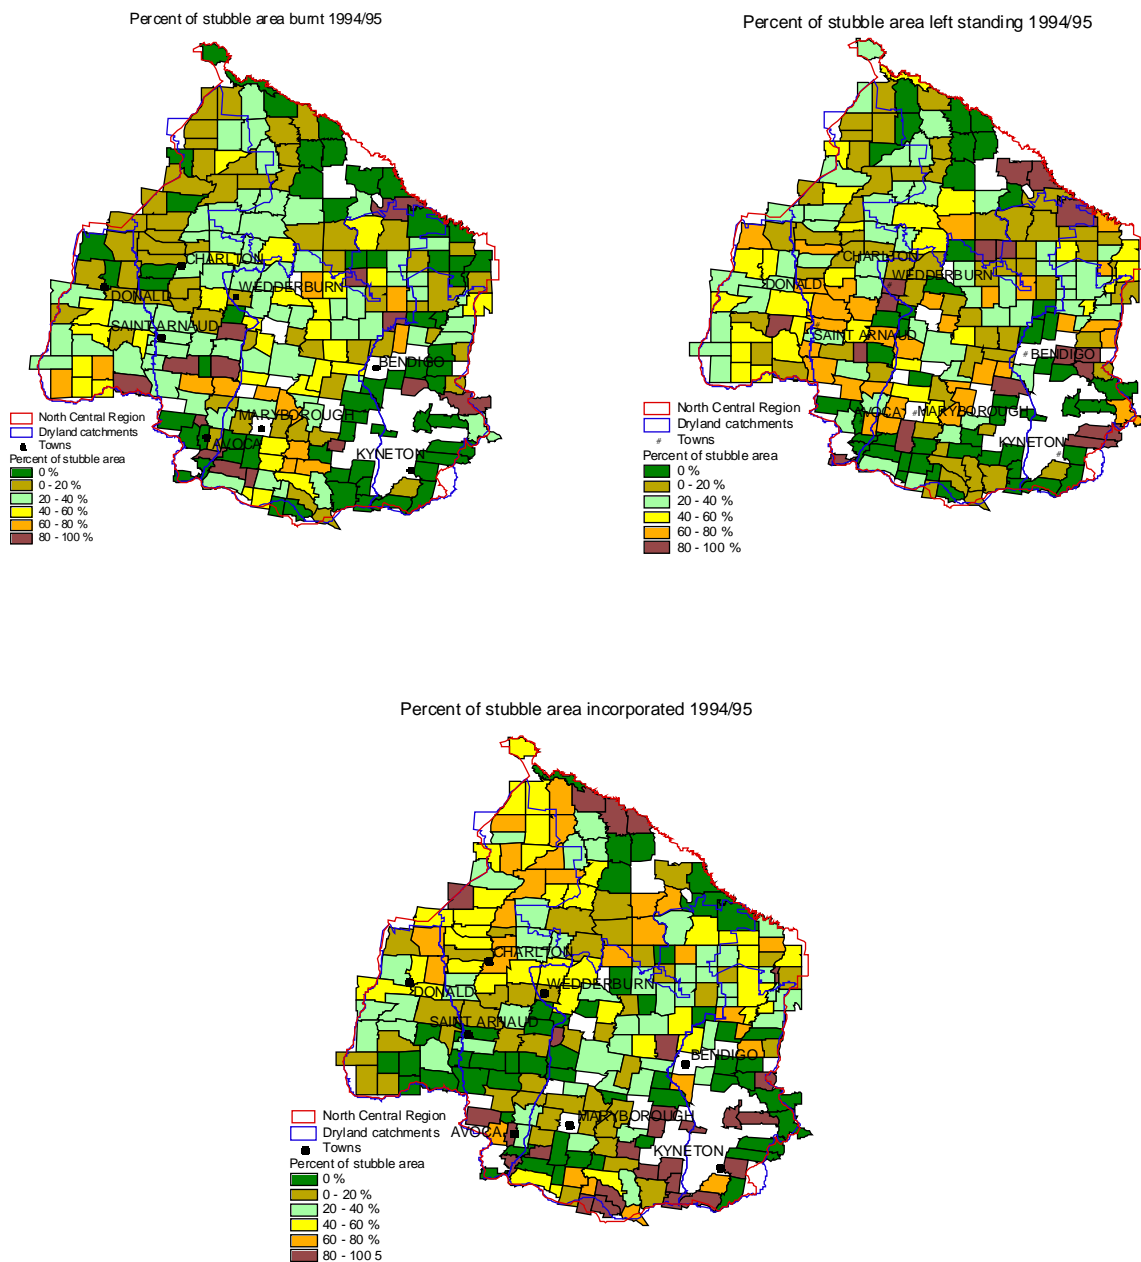 Percent of stubble area burnt 1994/95
CHARLTON
WEDDERBURN
DONALD
SAINT ARNAUD
BENDIGO
MARYBOROUGH
AVOCA
KYNETON
North Central Region
Dryland catchments
Towns
Percent of stubble area
0 %
0 - 20 %
20 - 40 %
40 - 60 %
60 - 80 %
80 - 100 %
Percent of stubble area left standing 1994/95
CHARLTON
WEDDERBURN
DONALD
SAINT ARNAUD
BENDIGO
AVOCA
MARYBOROUGH
KYNETON
North Central Region
Dryland catchments
# Towns
Percent of stubble area
0 %
0 - 20 %
20 - 40 %
40 - 60 %
60 - 80 %
80 - 100 %
Percent of stubble area incorporated 1994/95
CHARLTON
WEDDERBURN
DONALD
SAINT ARNAUD
BENDIGO
MARYBOROUGH
AVOCA
KYNETON
North Central Region
Dryland catchments
Towns
Percent of stubble area
0 %
0 - 20 %
20 - 40 %
40 - 60 %
60 - 80 %
80 - 100 5